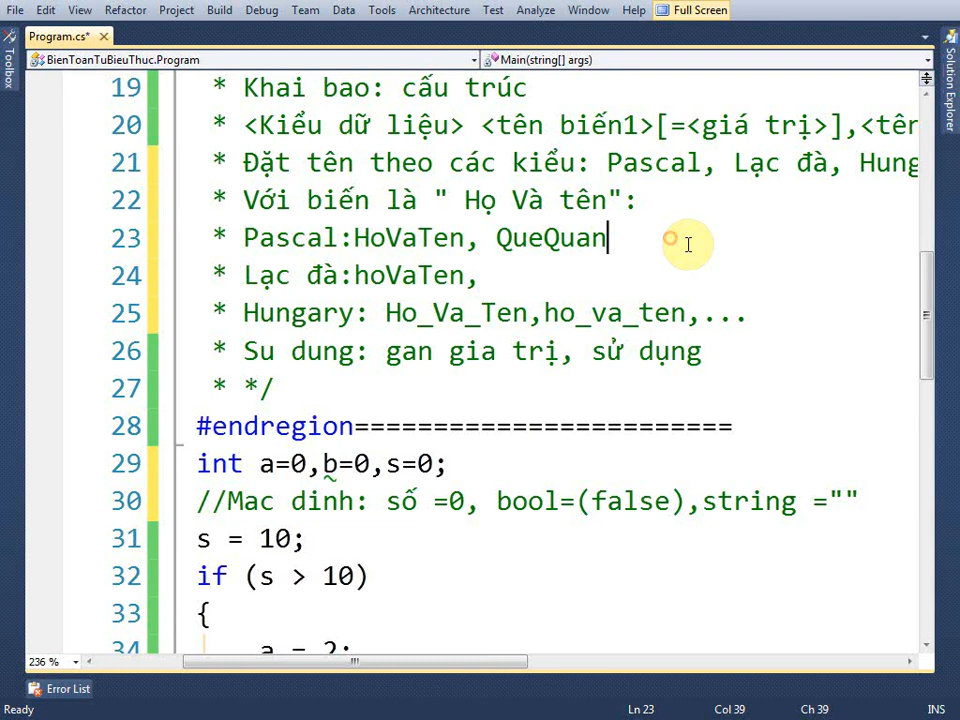 File Edit View Refactor Project Build Debug Team Data Tools Architecture Test Analyze Window Help Full Screen
Program.cs*
BienToanTuBieuThuc.Program Main(string[] args)
Toolbox
Solution Explorer
19 * Khai bao: cấu trúc
20 * <Kiểu dữ liệu> <tên biến1>[=<giá trị>],<tên
21 * Đặt tên theo các kiểu: Pascal, Lạc đà, Hung
22 * Với biến là " Họ Và tên":
23 * Pascal:HoVaTen, QueQuan
24 * Lạc đà:hoVaTen,
25 * Hungary: Ho_Va_Ten,ho_va_ten,...
26 * Su dung: gan gia trị, sử dụng
27 * */
28 #endregion========================
29 int a=0,b=0,s=0;
30 //Mac dinh: số =0, bool=(false),string =""
31 s = 10;
32 if (s > 10)
33 {
34 a = 2;
236 %
Error List
Ready Ln 23 Col 39 Ch 39 INS